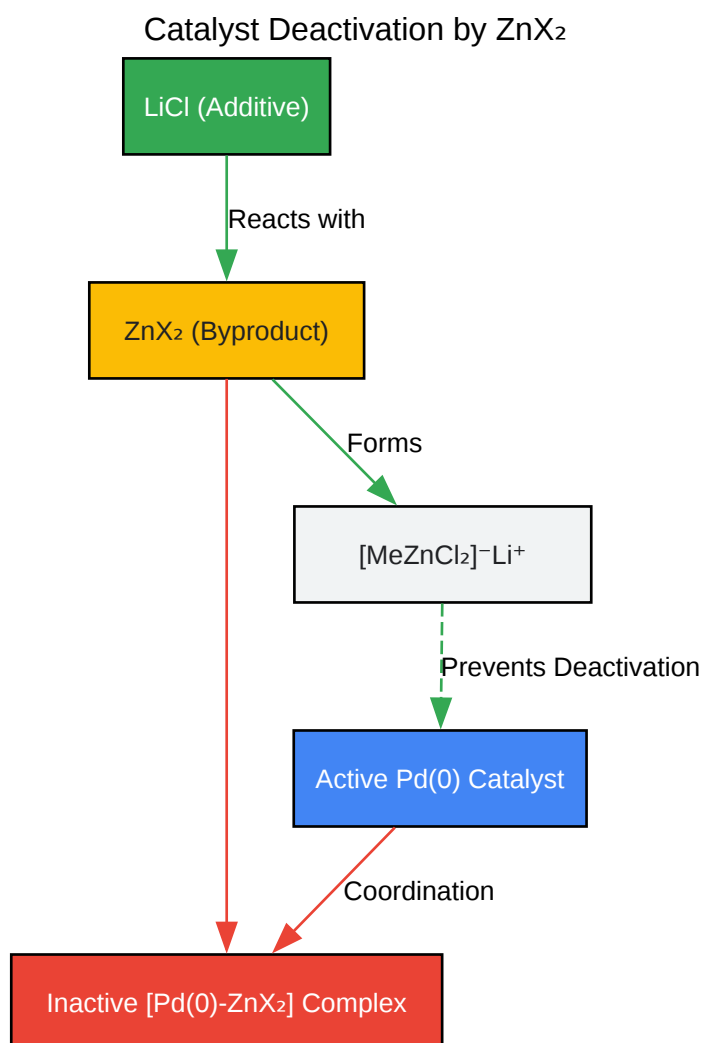 Catalyst Deactivation by ZnX₂
LiCl (Additive)
Reacts with
ZnX₂ (Byproduct)
Forms
[MeZnCl₂]⁻Li⁺
Prevents Deactivation
Active Pd(0) Catalyst
Coordination
Inactive [Pd(0)-ZnX₂] Complex